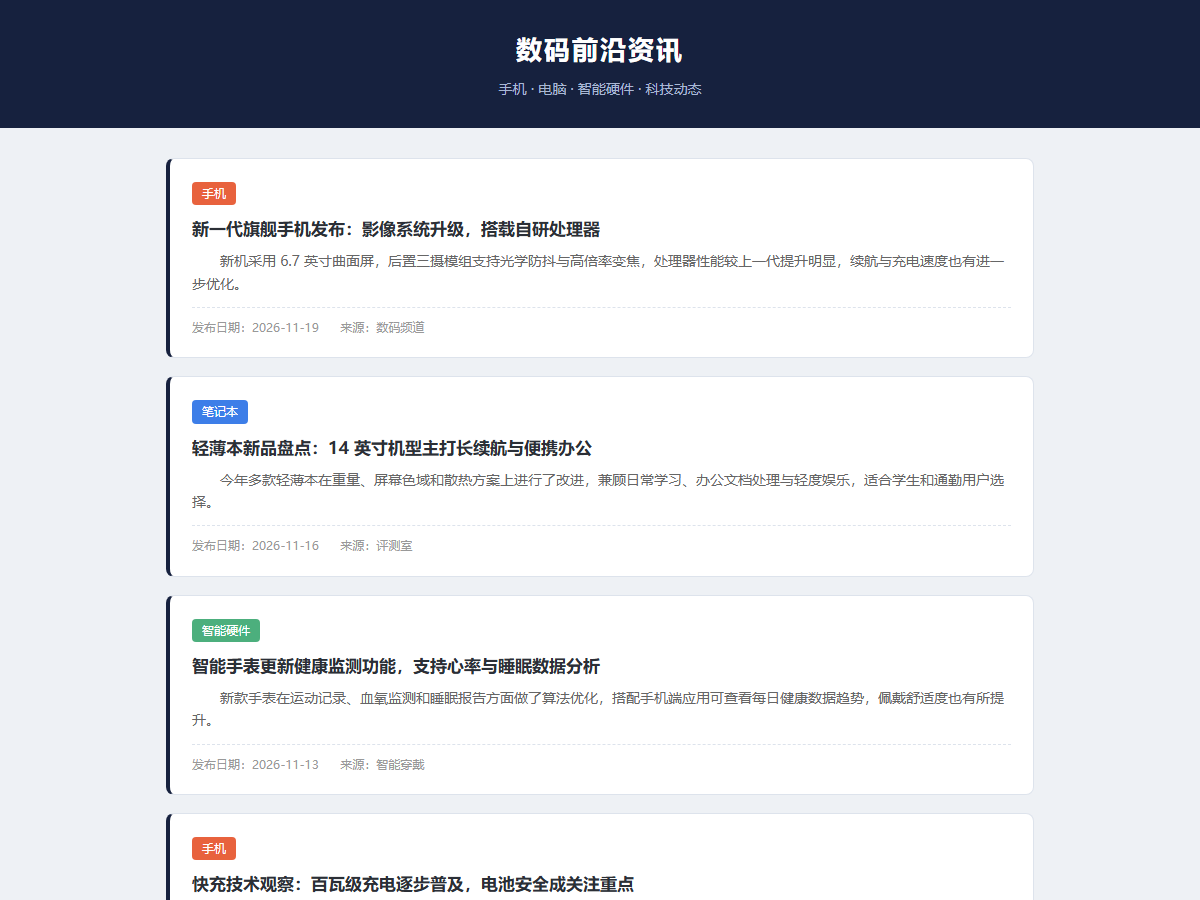 数码前沿资讯
手机 · 电脑 · 智能硬件 · 科技动态
手机
新一代旗舰手机发布：影像系统升级，搭载自研处理器
新机采用 6.7 英寸曲面屏，后置三摄模组支持光学防抖与高倍率变焦，处理器性能较上一代提升明显，续航与充电速度也有进一
步优化。
发布日期：2026-11-19 来源：数码频道
笔记本
轻薄本新品盘点：14 英寸机型主打长续航与便携办公
今年多款轻薄本在重量、屏幕色域和散热方案上进行了改进，兼顾日常学习、办公文档处理与轻度娱乐，适合学生和通勤用户选
择。
发布日期：2026-11-16 来源：评测室
智能硬件
智能手表更新健康监测功能，支持心率与睡眠数据分析
新款手表在运动记录、血氧监测和睡眠报告方面做了算法优化，搭配手机端应用可查看每日健康数据趋势，佩戴舒适度也有所提
升。
发布日期：2026-11-13 来源：智能穿戴
手机
快充技术观察：百瓦级充电逐步普及，电池安全成关注重点